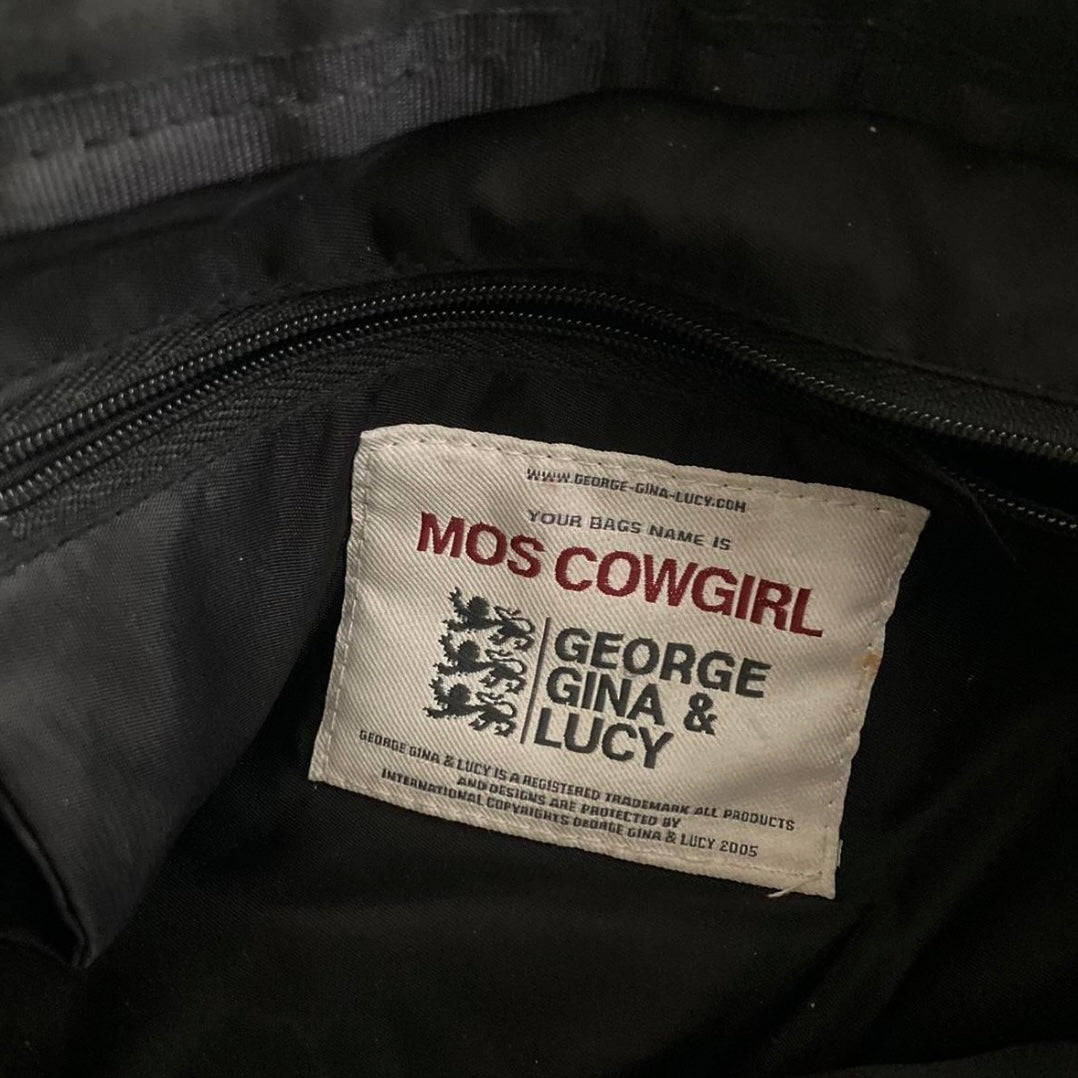 WWW.GEORGE-GINA-LUCY.COM
YOUR BAGS NAME IS
MOS COWGIRL
GEORGE
GINA &
LUCY
GEORGE GINA & LUCY IS A REGISTERED TRADEMARK ALL PRODUCTS
AND DESIGNS ARE PROTECTED BY
INTERNATIONAL COPYRIGHTS GEORGE GINA & LUCY 2005